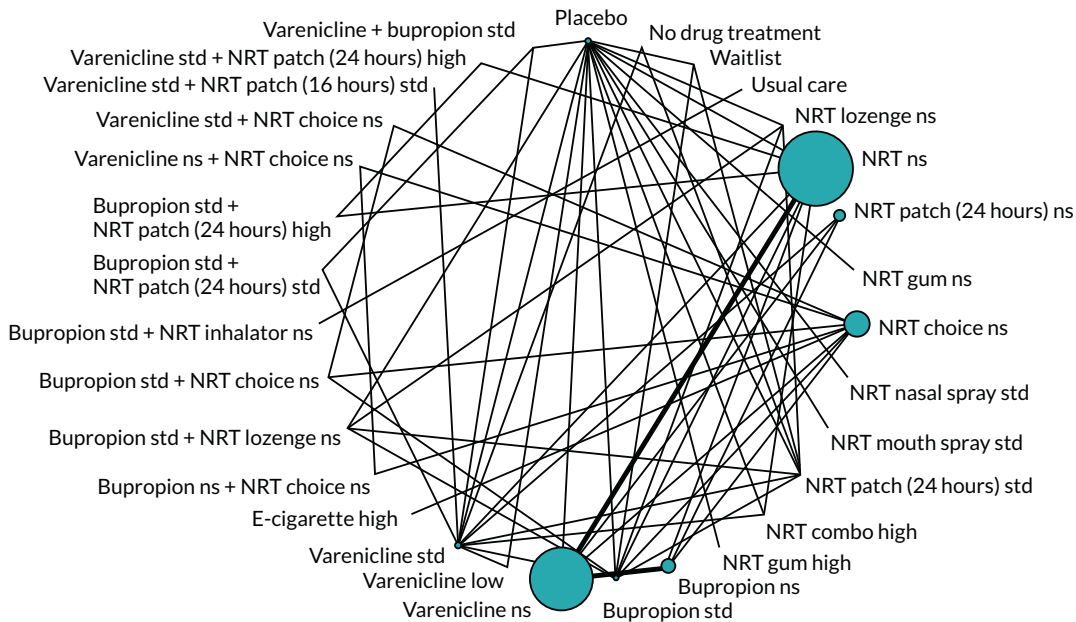 Placebo
No drug treatment
Waitlist
Usual care
NRT lozenge ns
NRT ns
NRT patch (24 hours) ns
NRT gum ns
NRT choice ns
NRT nasal spray std
NRT mouth spray std
NRT patch (24 hours) std
NRT combo high
NRT gum high
Bupropion ns
Bupropion std
Varenicline ns
Varenicline low
Varenicline std
E-cigarette high
Bupropion ns + NRT choice ns
Bupropion std + NRT lozenge ns
Bupropion std + NRT choice ns
Bupropion std + NRT inhalator ns
Bupropion std +
NRT patch (24 hours) std
Bupropion std +
NRT patch (24 hours) high
Varenicline ns + NRT choice ns
Varenicline std + NRT choice ns
Varenicline std + NRT patch (16 hours) std
Varenicline std + NRT patch (24 hours) high
Varenicline + bupropion std